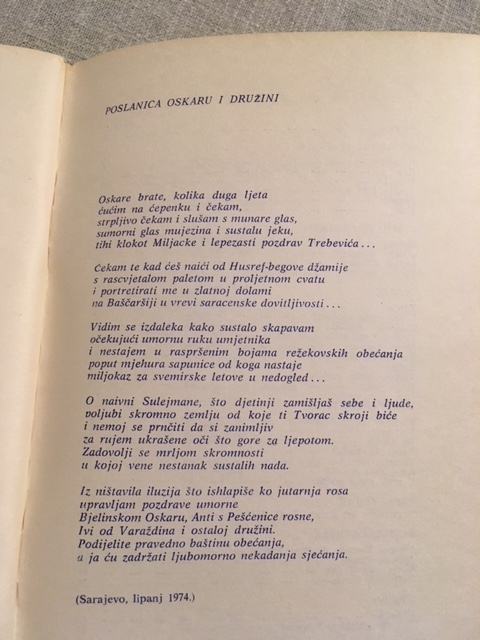 POSLANICA OSKARU I DRUŽINI
Oskare brate, kolika duga ljeta
ćućim na ćepenku i čekam,
strpljivo čekam i slušam s munare glas,
sumorni glas mujezina i sustalu jeku,
tihi klokot Miljacke i lepezasti pozdrav Trebevića...
Čekam te kad ćeš naići od Husref-begove džamije
s rascvjetalom paletom u proljetnom cvatu
i portretirati me u zlatnoj dolami
na Baščaršiji u vrevi saracenske dovitljivosti...
Vidim se izdaleka kako sustalo skapavam
očekujući umornu ruku umjetnika
i nestajem u raspršenim bojama režekovskih obećanja
poput mjehura sapunice od koga nastaje
miljokaz za svemirske letove u nedogled...
O naivni Sulejmane, što djetinji zamišljaš sebe i ljude,
poljubi skromno zemlju od koje ti Tvorac skroji biće
i nemoj se prnčiti da si zanimljiv
za rujem ukrašene oči što gore za ljepotom.
Zadovolji se mrljom skromnosti
u kojoj vene nestanak sustalih nada.
Iz ništavila iluzija što ishlapiše ko jutarnja rosa
upravljam pozdrave umorne
Bjelinskom Oskaru, Anti s Pešćenice rosne,
Ivi od Varaždina i ostaloj družini.
Podijelite pravedno baštinu obećanja,
a ja ću zadržati ljubomorno nekadanja sjećanja.
(Sarajevo, lipanj 1974.)